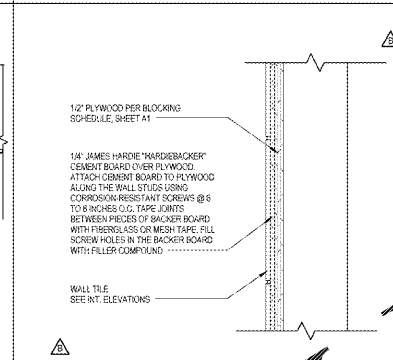 B
1/2" PLYWOOD PER BLOCKING
SCHEDULE, SHEET A1
1/4" JAMES HARDIE "HARDIEBACKER"
CEMENT BOARD OVER PLYWOOD.
ATTACH CEMENT BOARD TO PLYWOOD
ALONG THE WALL STUDS USING
CORROSION-RESISTANT SCREWS @ 6
TO 8 INCHES O.C. TAPE JOINTS
BETWEEN PIECES OF BACKER BOARD
WITH FIBERGLASS OR MESH TAPE. FILL
SCREW HOLES IN THE BACKER BOARD
WITH FILLER COMPOUND
WALL TILE
SEE INT. ELEVATIONS
B